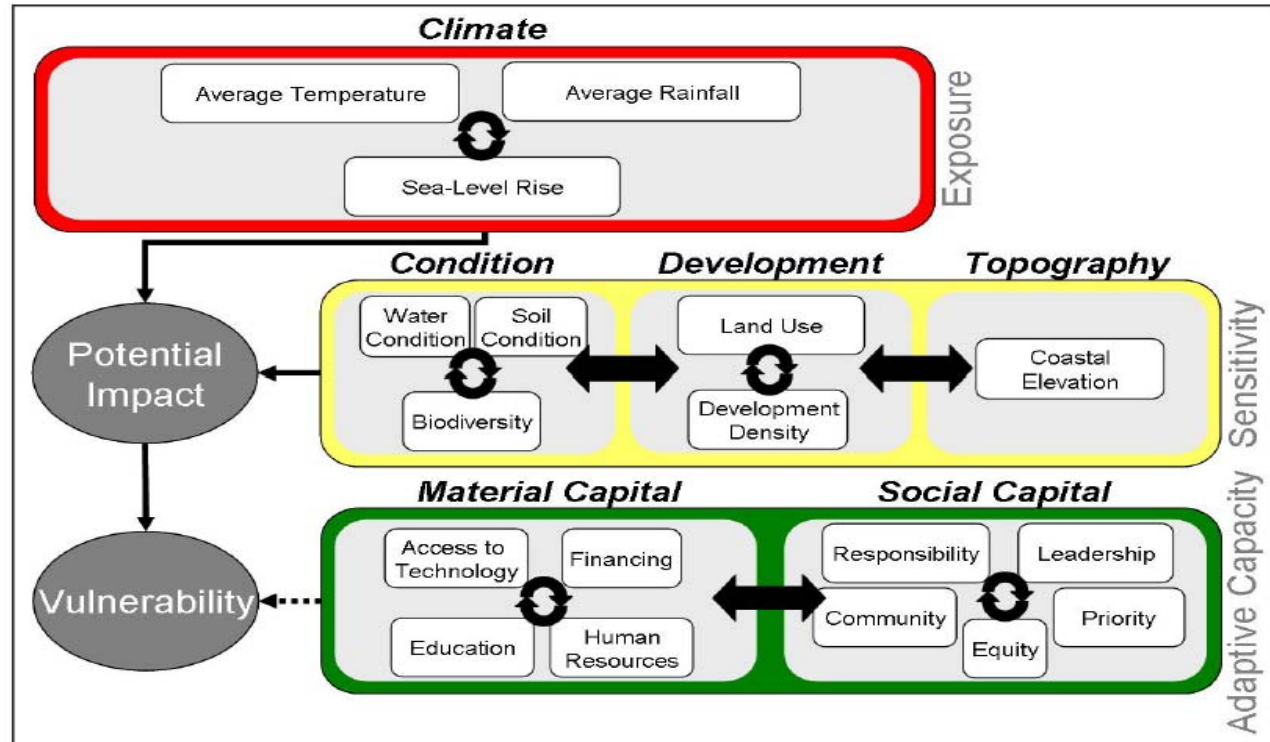 Climate
Average Temperature
Average Rainfall
Sea-Level Rise
Exposure
Condition
Development
Topography
Water
Condition
Soil
Condition
Biodiversity
Land Use
Development
Density
Coastal
Elevation
Sensitivity
Potential
Impact
Material Capital
Social Capital
Access to
Technology
Financing
Education
Human
Resources
Responsibility
Leadership
Community
Priority
Equity
Adaptive Capacity
Vulnerability